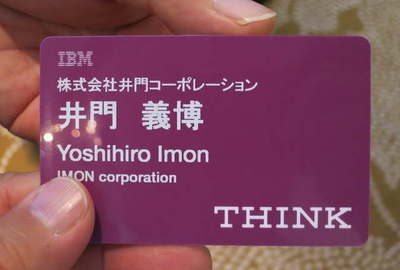 IBM
株式会社井門コーポレーション
井門 義博
Yoshihiro Imon
IMON corporation
THINK